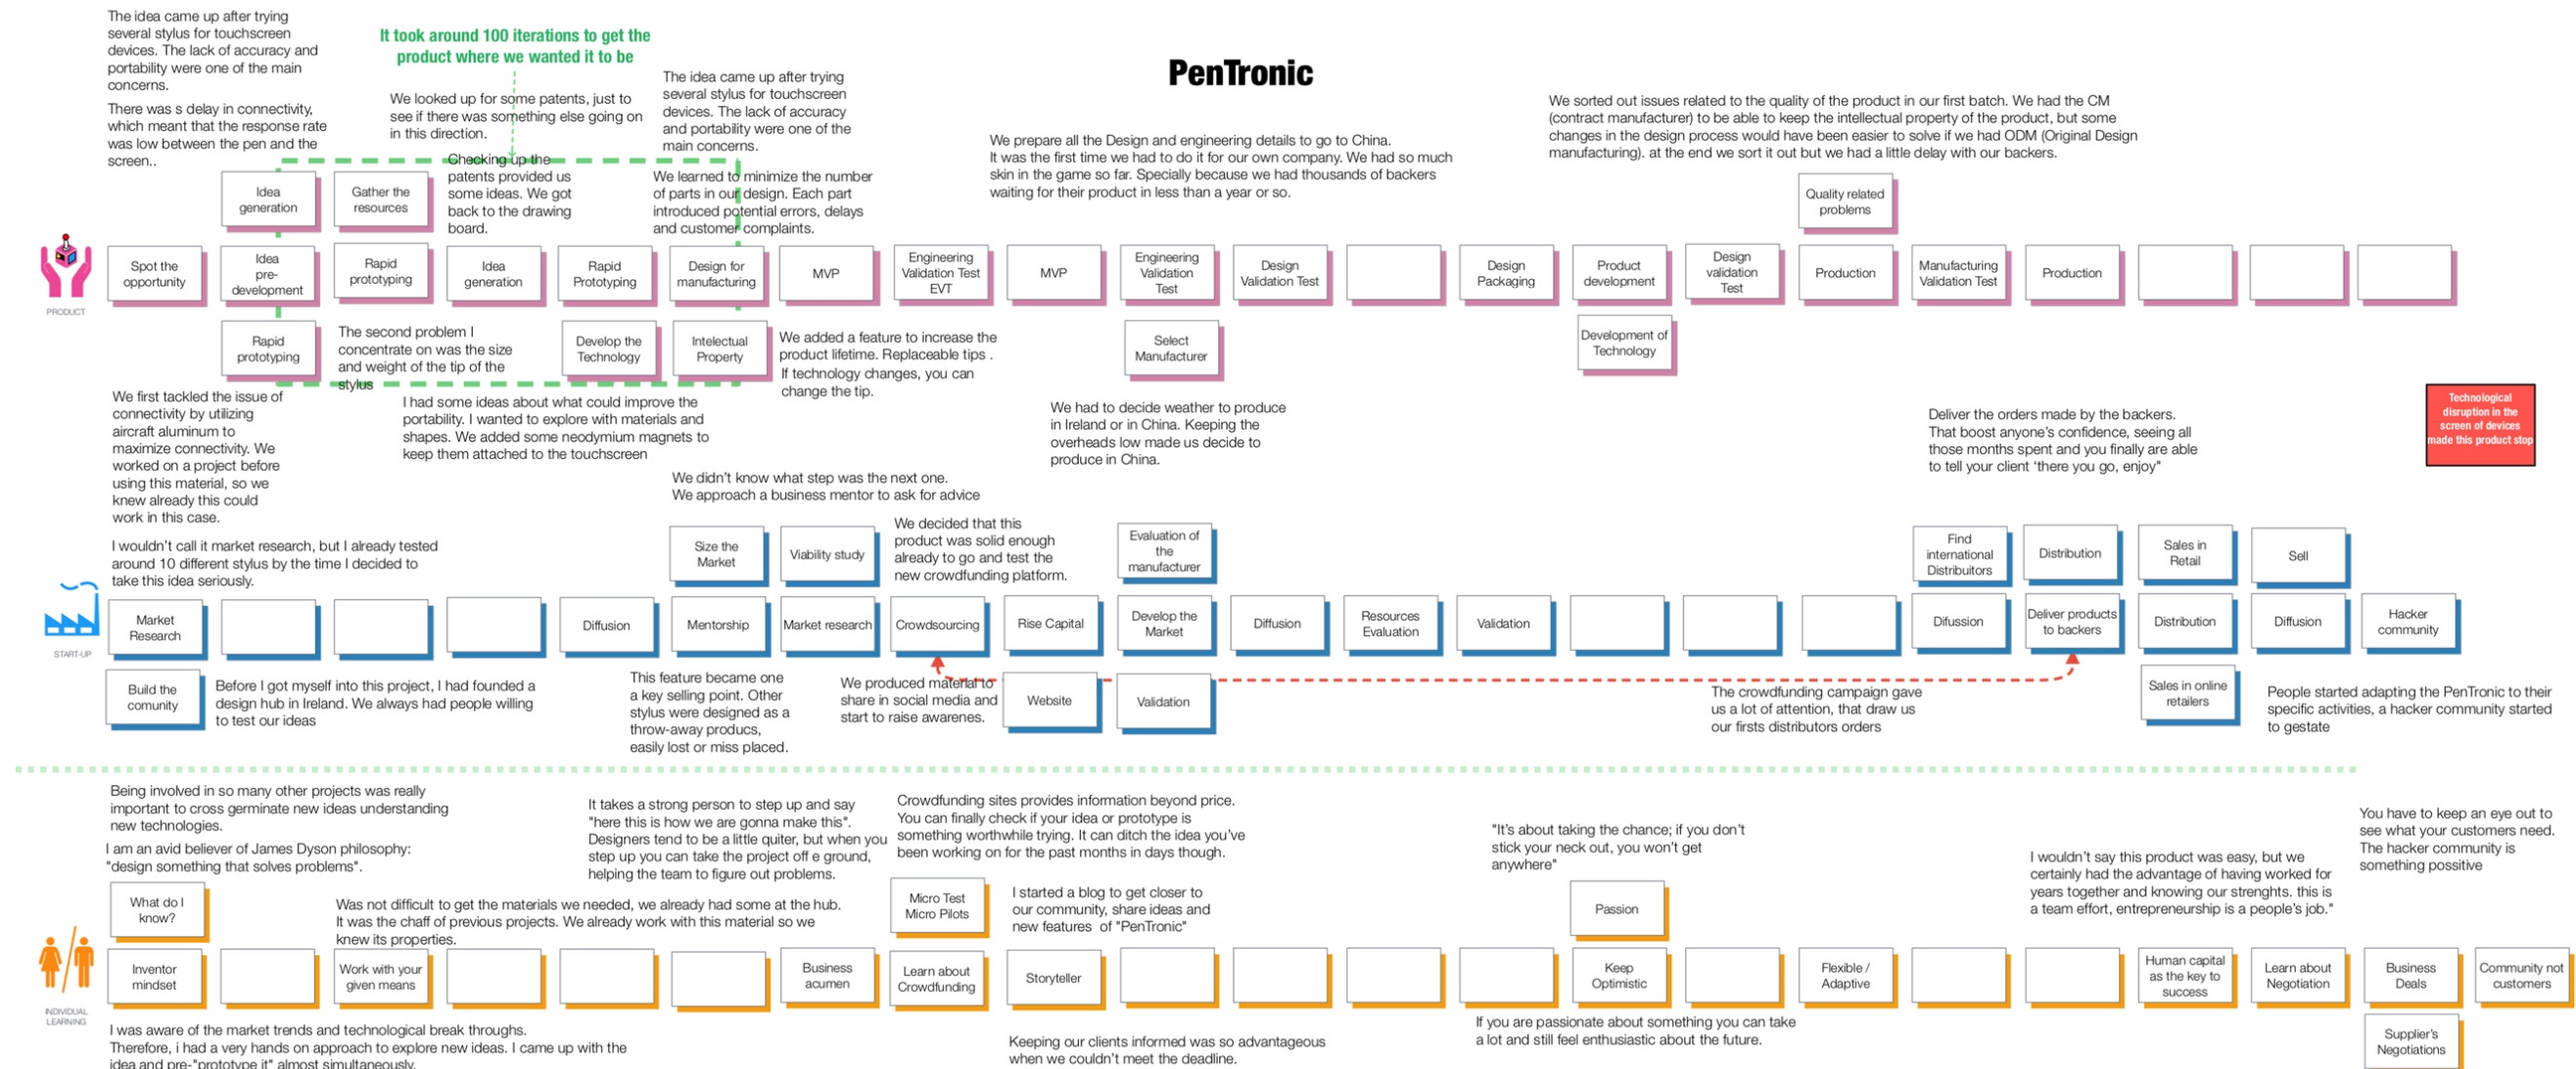 The idea came up after trying
several stylus for touchscreen
devices. The lack of accuracy and
portability were one of the main
concerns.
There was s delay in connectivity,
which meant that the response rate
was low between the pen and the
screen..
It took around 100 iterations to get the
product where we wanted it to be
We looked up for some patents, just to
see if there was something else going on
in this direction.
Checking up the
patents provided us
some ideas. We got
back to the drawing
board.
The idea came up after trying
several stylus for touchscreen
devices. The lack of accuracy
and portability were one of the
main concerns.
We learned to minimize the number
of parts in our design. Each part
introduced potential errors, delays
and customer complaints.
PenTronic
We prepare all the Design and engineering details to go to China.
It was the first time we had to do it for our own company. We had so much
skin in the game so far. Specially because we had thousands of backers
waiting for their product in less than a year or so.
We sorted out issues related to the quality of the product in our first batch. We had the CM
(contract manufacturer) to be able to keep the intellectual property of the product, but some
changes in the design process would have been easier to solve if we had ODM (Original Design
manufacturing). at the end we sort it out but we had a little delay with our backers.
Idea
generation
Gather the
resources
Quality related
problems
PRODUCT
Spot the
opportunity
Idea
pre-
development
Rapid
prototyping
Idea
generation
Rapid
Prototyping
Design for
manufacturing
MVP
Engineering
Validation Test
EVT
MVP
Engineering
Validation
Test
Design
Validation Test
Design
Packaging
Product
development
Design
validation
Test
Production
Manufacturing
Validation Test
Production
Rapid
prototyping
The second problem I
concentrate on was the size
and weight of the tip of the
stylus
Develop the
Technology
Intelectual
Property
We added a feature to increase the
product lifetime. Replaceable tips .
If technology changes, you can
change the tip.
Select
Manufacturer
Development of
Technology
We first tackled the issue of
connectivity by utilizing
aircraft aluminum to
maximize connectivity. We
worked on a project before
using this material, so we
knew already this could
work in this case.
I had some ideas about what could improve the
portability. I wanted to explore with materials and
shapes. We added some neodymium magnets to
keep them attached to the touchscreen
We had to decide weather to produce
in Ireland or in China. Keeping the
overheads low made us decide to
produce in China.
Deliver the orders made by the backers.
That boost anyone's confidence, seeing all
those months spent and you finally are able
to tell your client 'there you go, enjoy"
Technological
disruption in the
screen of devices
made this product stop
We didn't know what step was the next one.
We approach a business mentor to ask for advice
I wouldn't call it market research, but I already tested
around 10 different stylus by the time I decided to
take this idea seriously.
Size the
Market
Viability study
We decided that this
product was solid enough
already to go and test the
new crowdfunding platform.
Evaluation of
the
manufacturer
Find
international
Distribuitors
Distribution
Sales in
Retail
Sell
START-UP
Market
Research
Diffusion
Mentorship
Market research
Crowdsourcing
Rise Capital
Develop the
Market
Diffusion
Resources
Evaluation
Validation
Difussion
Deliver products
to backers
Distribution
Diffusion
Hacker
community
Build the
comunity
Before I got myself into this project, I had founded a
design hub in Ireland. We always had people willing
to test our ideas
This feature became one
a key selling point. Other
stylus were designed as a
throw-away producs,
easily lost or miss placed.
We produced material to
share in social media and
start to raise awarenes.
Website
Validation
The crowdfunding campaign gave
us a lot of attention, that draw us
our firsts distributors orders
Sales in online
retailers
People started adapting the PenTronic to their
specific activities, a hacker community started
to gestate
Being involved in so many other projects was really
important to cross germinate new ideas understanding
new technologies.
I am an avid believer of James Dyson philosophy:
"design something that solves problems".
It takes a strong person to step up and say
"here this is how we are gonna make this".
Designers tend to be a little quiter, but when you
step up you can take the project off e ground,
helping the team to figure out problems.
Crowdfunding sites provides information beyond price.
You can finally check if your idea or prototype is
something worthwhile trying. It can ditch the idea you've
been working on for the past months in days though.
"It's about taking the chance; if you don't
stick your neck out, you won't get
anywhere"
I wouldn't say this product was easy, but we
certainly had the advantage of having worked for
years together and knowing our strenghts. this is
a team effort, entrepreneurship is a people's job."
You have to keep an eye out to
see what your customers need.
The hacker community is
something possitive
What do I
know?
Was not difficult to get the materials we needed, we already had some at the hub.
It was the chaff of previous projects. We already work with this material so we
knew its properties.
Micro Test
Micro Pilots
I started a blog to get closer to
our community, share ideas and
new features of "PenTronic"
Passion
INDIVIDUAL
LEARNING
Inventor
mindset
Work with your
given means
Business
acumen
Learn about
Crowdfunding
Storyteller
Keep
Optimistic
Flexible /
Adaptive
Human capital
as the key to
success
Learn about
Negotiation
Business
Deals
Community not
customers
I was aware of the market trends and technological break throughs.
Therefore, i had a very hands on approach to explore new ideas. I came up with the
idea and pre-"prototype it" almost simultaneously.
Keeping our clients informed was so advantageous
when we couldn't meet the deadline.
If you are passionate about something you can take
a lot and still feel enthusiastic about the future.
Supplier's
Negotiations